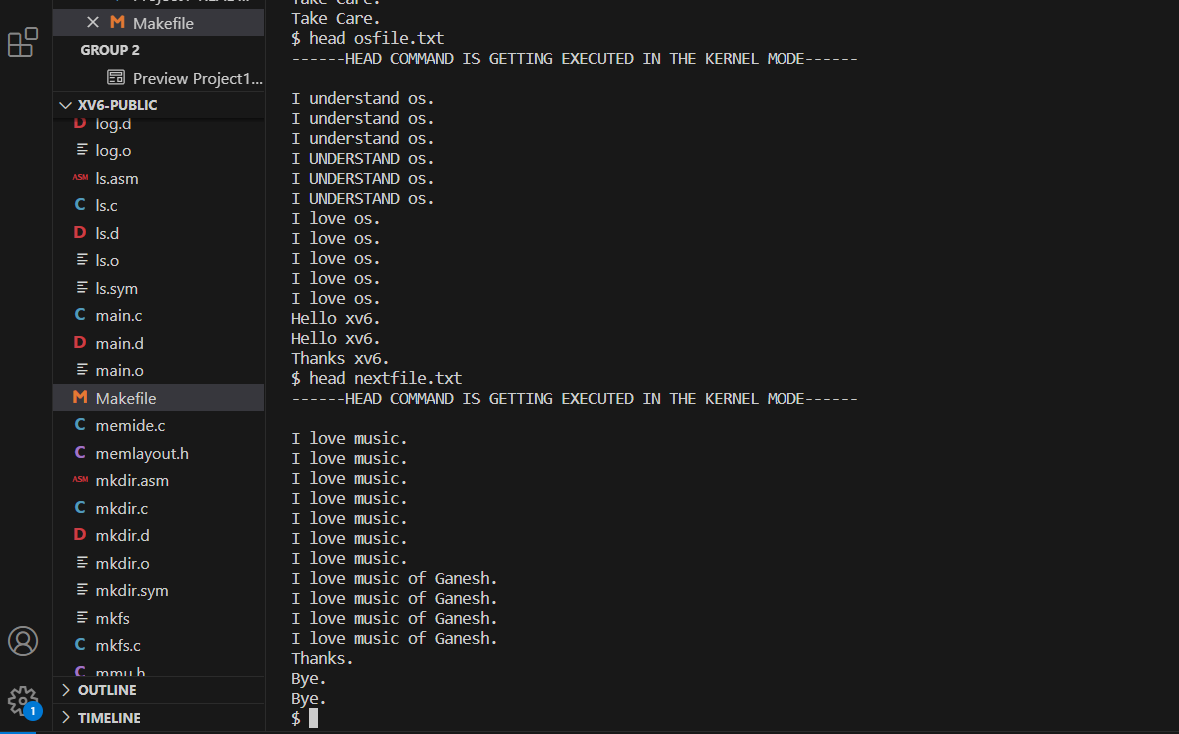 Makefile
GROUP 2
Preview Project1...
XV6-PUBLIC
log.d
log.o
ASM ls.asm
C ls.c
D ls.d
ls.o
ls.sym
C main.c
D main.d
main.o
M Makefile
C memide.c
C memlayout.h
ASM mkdir.asm
C mkdir.c
D mkdir.d
mkdir.o
mkdir.sym
mkfs
C mkfs.c
C mmu.h
OUTLINE
TIMELINE
1
Take Care.
Take Care.
$ head osfile.txt
------HEAD COMMAND IS GETTING EXECUTED IN THE KERNEL MODE------
I understand os.
I understand os.
I understand os.
I UNDERSTAND os.
I UNDERSTAND os.
I UNDERSTAND os.
I love os.
I love os.
I love os.
I love os.
I love os.
Hello xv6.
Hello xv6.
Thanks xv6.
$ head nextfile.txt
------HEAD COMMAND IS GETTING EXECUTED IN THE KERNEL MODE------
I love music.
I love music.
I love music.
I love music.
I love music.
I love music.
I love music.
I love music of Ganesh.
I love music of Ganesh.
I love music of Ganesh.
I love music of Ganesh.
Thanks.
Bye.
Bye.
$